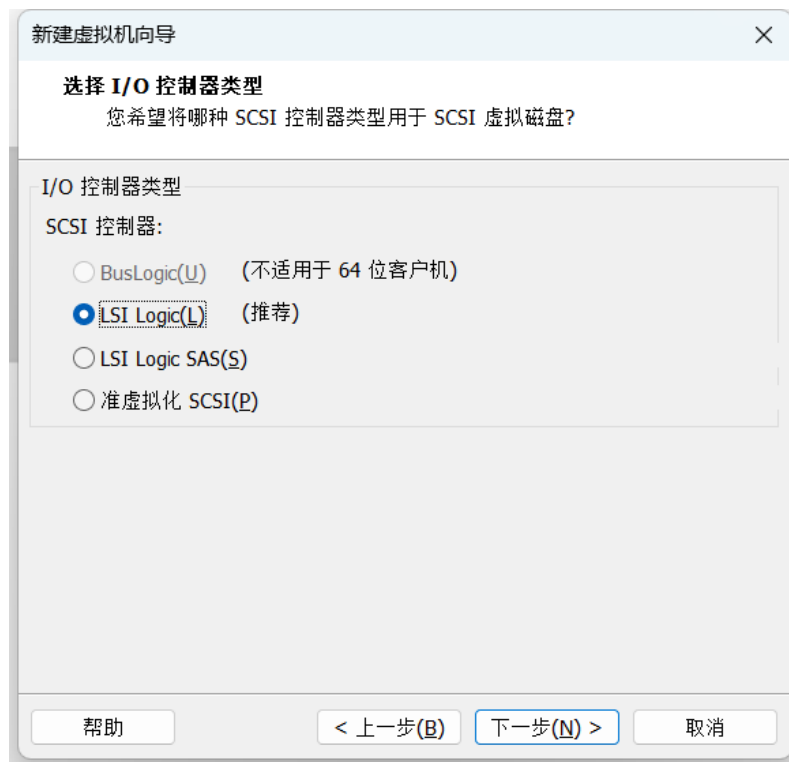 新建虚拟机向导
选择 I/O 控制器类型
您希望将哪种 SCSI 控制器类型用于 SCSI 虚拟磁盘?
I/O 控制器类型
SCSI 控制器:
BusLogic(U) (不适用于 64 位客户机)
LSI Logic(L) (推荐)
LSI Logic SAS(S)
准虚拟化 SCSI(P)
帮助 < 上一步(B) 下一步(N) > 取消